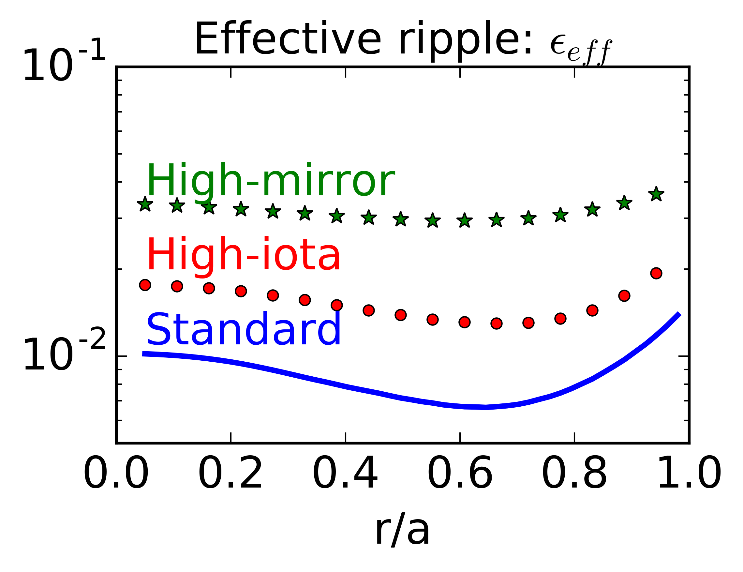 Effective ripple: ϵ_eff
10^-1
High-mirror
High-iota
Standard
10^-2
0.0 0.2 0.4 0.6 0.8 1.0
r/a